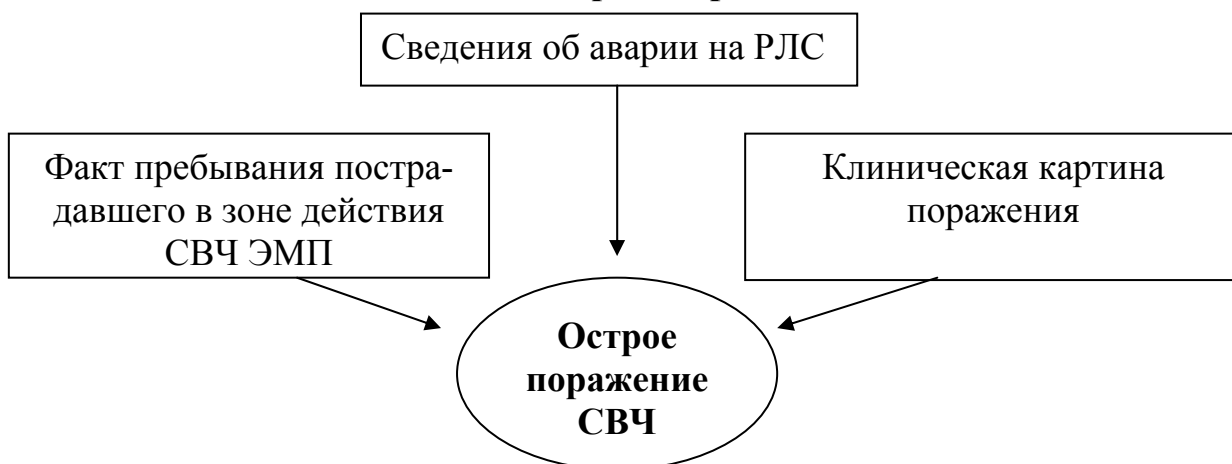 Сведения об аварии на РЛС
Факт пребывания постра-
давшего в зоне действия
СВЧ ЭМП
Клиническая картина
поражения
Острое
поражение
СВЧ